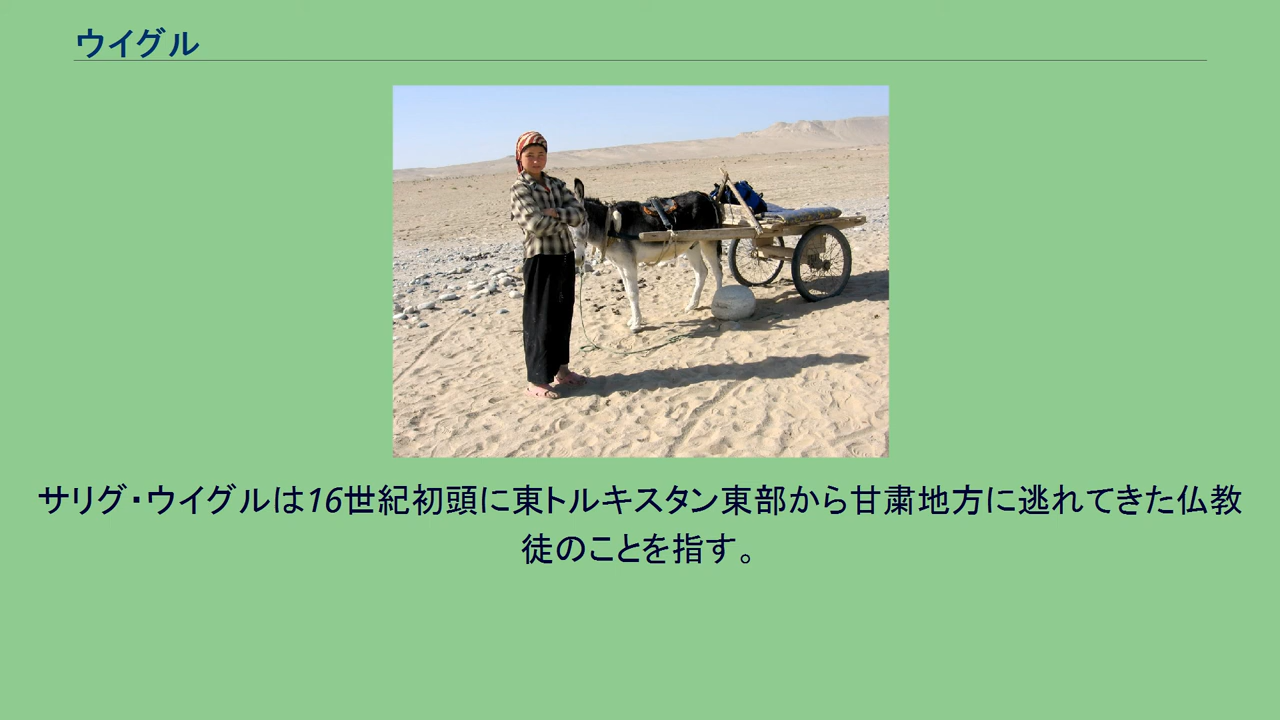 ウイグル
サリグ・ウイグルは16世紀初頭に東トルキスタン東部から甘粛地方に逃れてきた仏教
徒のことを指す。